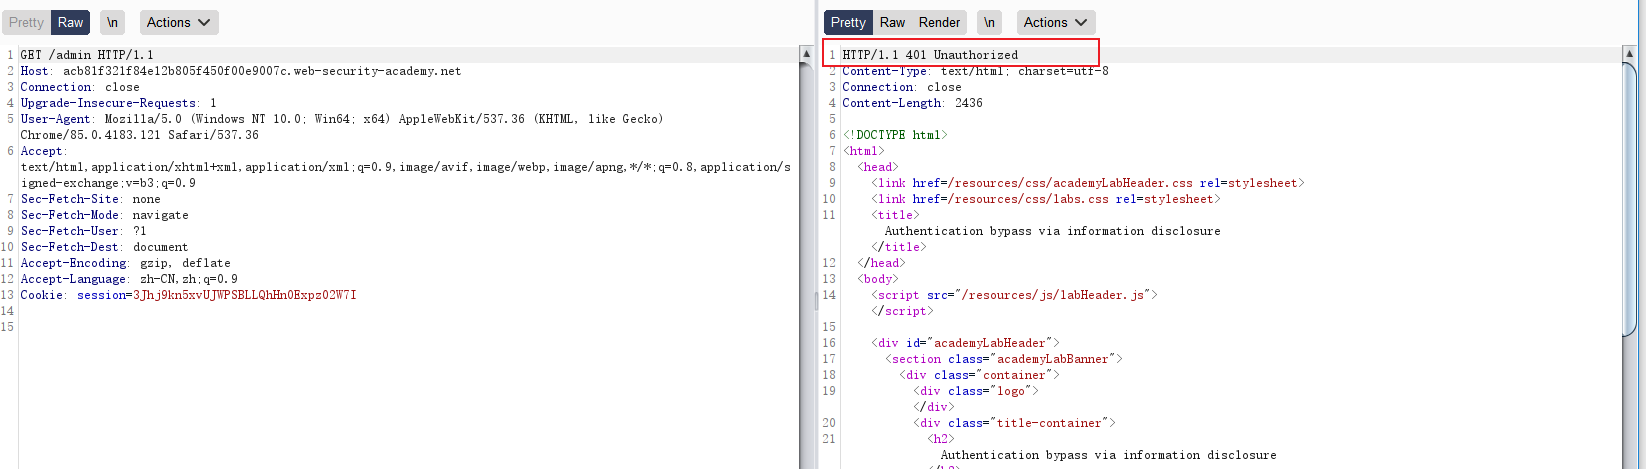 Pretty Raw \n Actions
1 GET /admin HTTP/1.1
2 Host: acb81f321f84e12b805f450f00e9007c.web-security-academy.net
3 Connection: close
4 Upgrade-Insecure-Requests: 1
5 User-Agent: Mozilla/5.0 (Windows NT 10.0; Win64; x64) AppleWebKit/537.36 (KHTML, like Gecko)
Chrome/85.0.4183.121 Safari/537.36
6 Accept:
text/html,application/xhtml+xml,application/xml;q=0.9,image/avif,image/webp,image/apng,*/*;q=0.8,application/s
igned-exchange;v=b3;q=0.9
7 Sec-Fetch-Site: none
8 Sec-Fetch-Mode: navigate
9 Sec-Fetch-User: ?1
10 Sec-Fetch-Dest: document
11 Accept-Encoding: gzip, deflate
12 Accept-Language: zh-CN,zh;q=0.9
13 Cookie: session=3Jhj9kn5xvUJWPSBLLQhHn0Expz02W7I
14
15
Pretty Raw Render \n Actions
1 HTTP/1.1 401 Unauthorized
2 Content-Type: text/html; charset=utf-8
3 Connection: close
4 Content-Length: 2436
5
6 <!DOCTYPE html>
7 <html>
8 <head>
9 <link href=/resources/css/academyLabHeader.css rel=stylesheet>
10 <link href=/resources/css/labs.css rel=stylesheet>
11 <title>
Authentication bypass via information disclosure
</title>
12 </head>
13 <body>
14 <script src="/resources/js/labHeader.js">
</script>
15
16 <div id="academyLabHeader">
17 <section class="academyLabBanner">
18 <div class="container">
19 <div class="logo">
</div>
20 <div class="title-container">
21 <h2>
Authentication bypass via information disclosure
</h2>